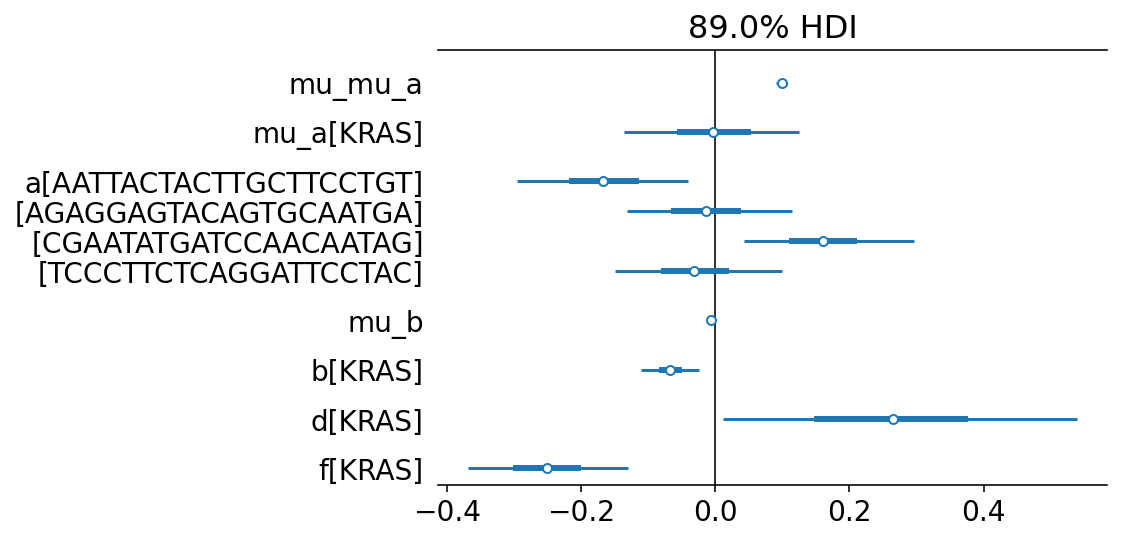 89.0% HDI
mu_mu_a
mu_a[KRAS]
a[AATTACTACTTGCTTCCTGT]
[AGAGGAGTACAGTGCAATGA]
[CGAATATGATCCAACAATAG]
[TCCCTTCTCAGGATTCCTAC]
mu_b
b[KRAS]
d[KRAS]
f[KRAS]
−0.4 −0.2 0.0 0.2 0.4